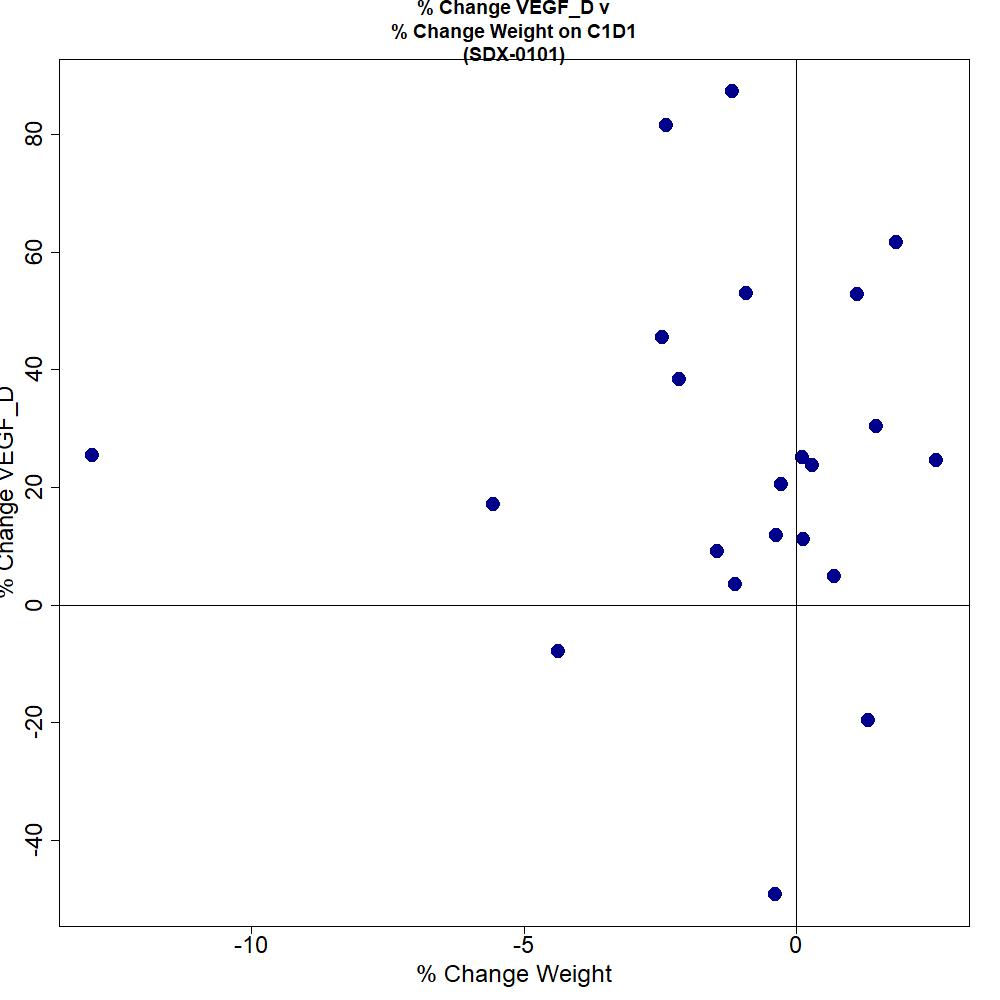 % Change VEGF_D v
% Change Weight on C1D1
(SDX-0101)
% Change VEGF_D
80
60
40
20
0
-20
-40
-10
-5
0
% Change Weight